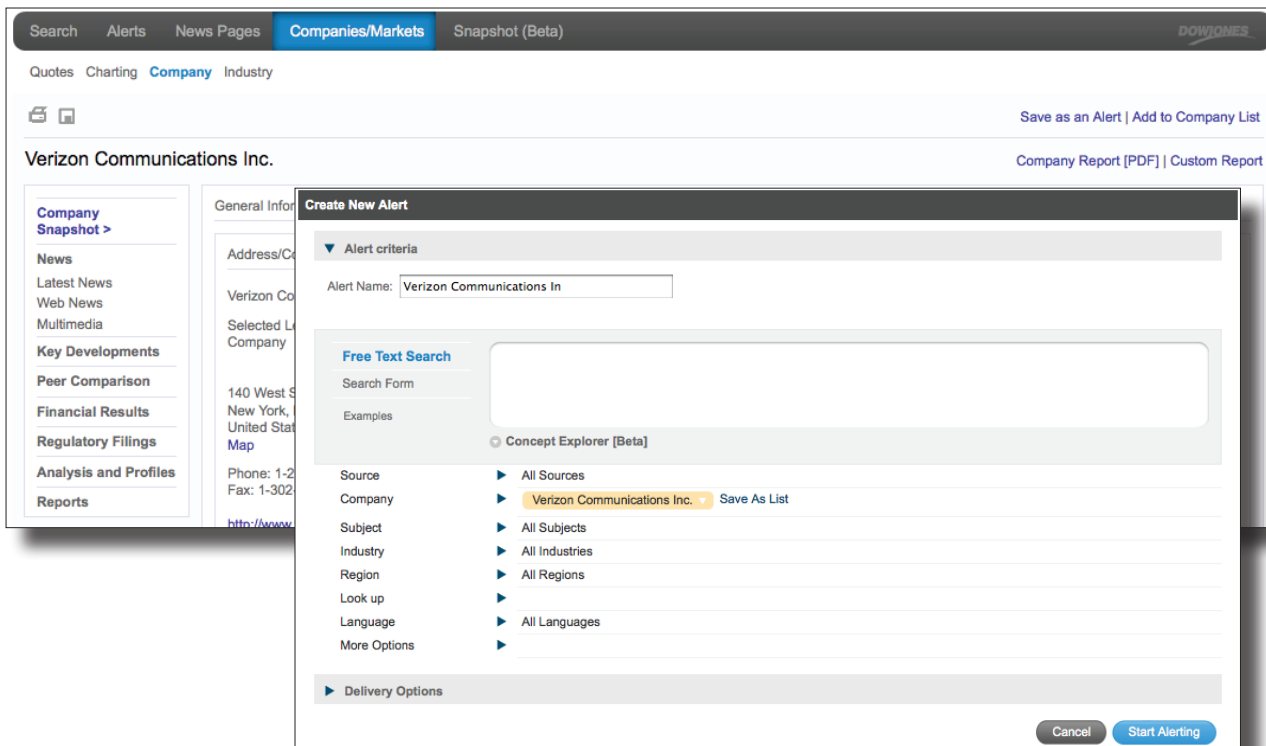 Search Alerts News Pages Companies/Markets Snapshot (Beta) DOWJONES
Quotes Charting Company Industry
Save as an Alert | Add to Company List
Verizon Communications Inc.
Company Report [PDF] | Custom Report
Company
Snapshot >
News
Latest News
Web News
Multimedia
Key Developments
Peer Comparison
Financial Results
Regulatory Filings
Analysis and Profiles
Reports
General Infor
Address/Co
Verizon Co
Selected Le
Company
140 West S
New York,
United Stat
Map
Phone: 1-2
Fax: 1-302-
http://www.
Create New Alert
Alert criteria
Alert Name: Verizon Communications In
Free Text Search
Search Form
Examples
Concept Explorer [Beta]
Source All Sources
Company Verizon Communications Inc. Save As List
Subject All Subjects
Industry All Industries
Region All Regions
Look up
Language All Languages
More Options
Delivery Options
Cancel Start Alerting